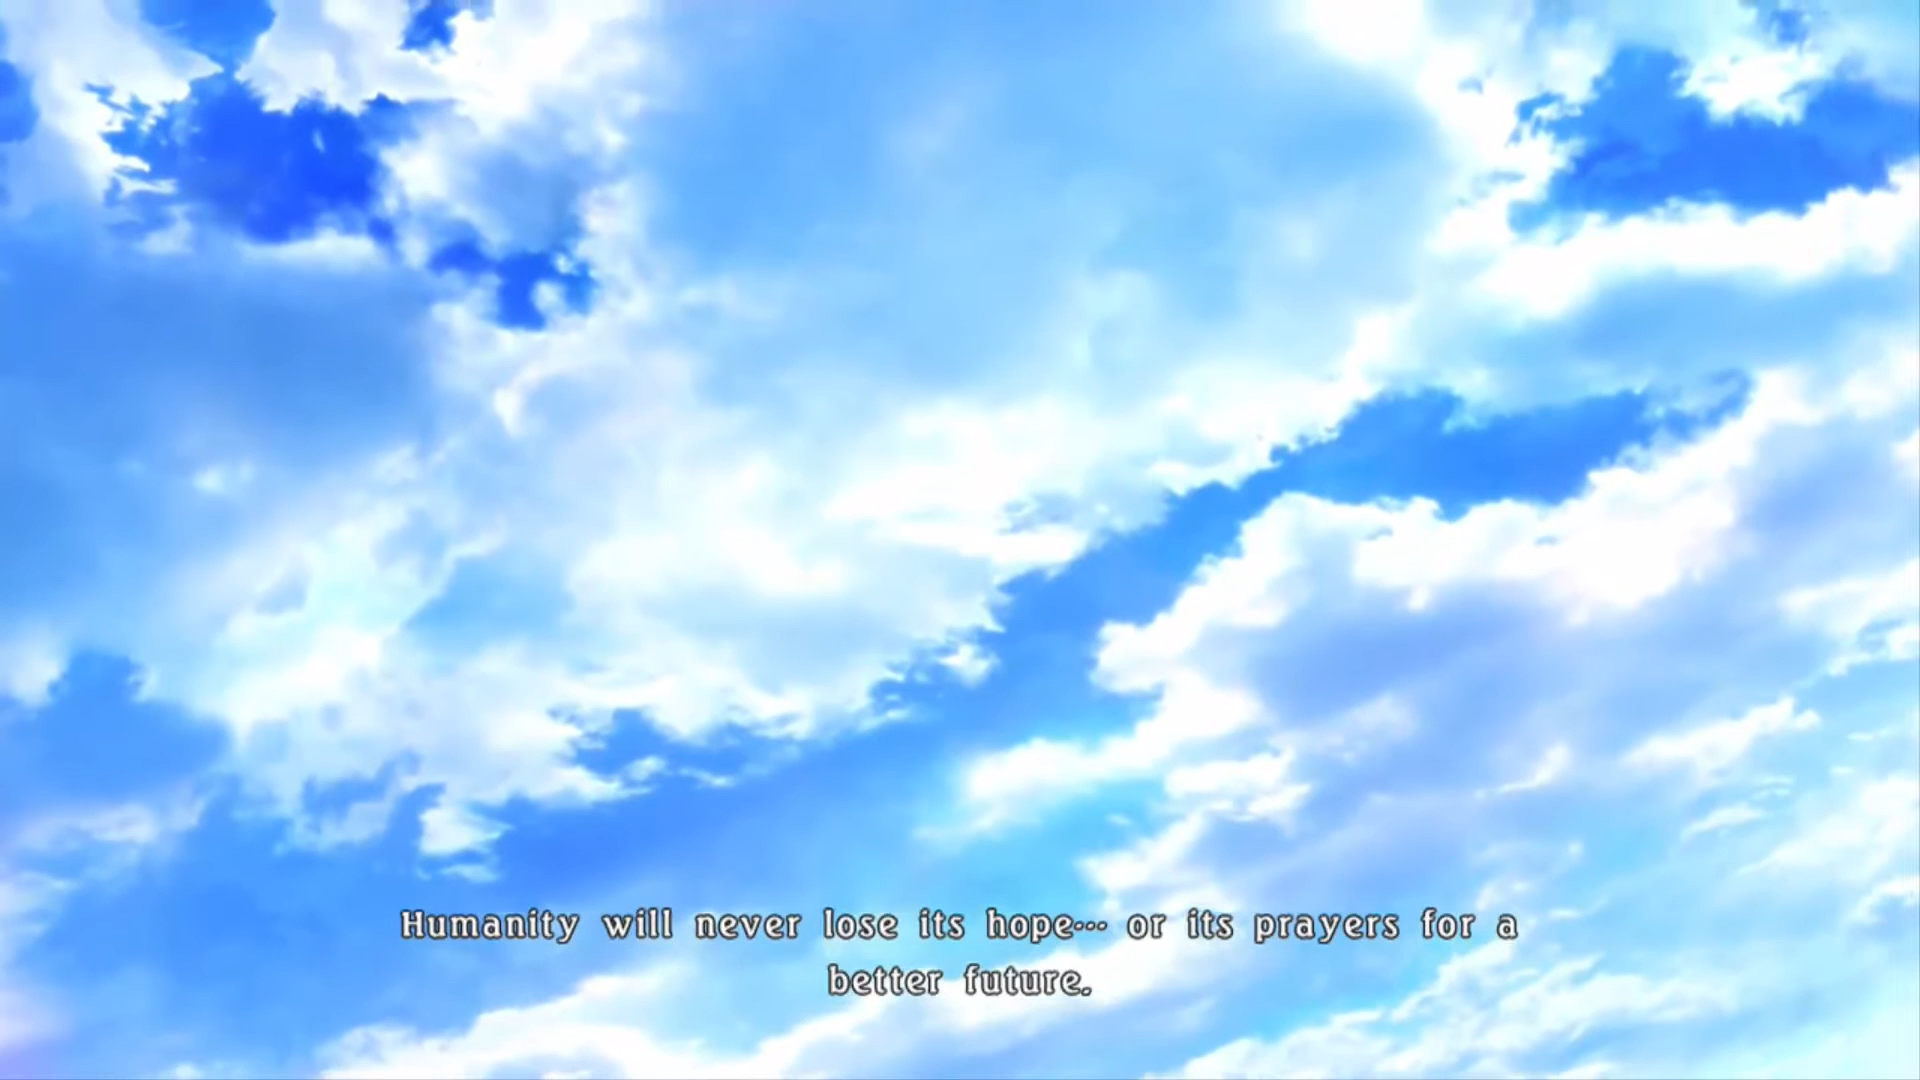 Humanity will never lose its hope… or its prayers for a
better future.